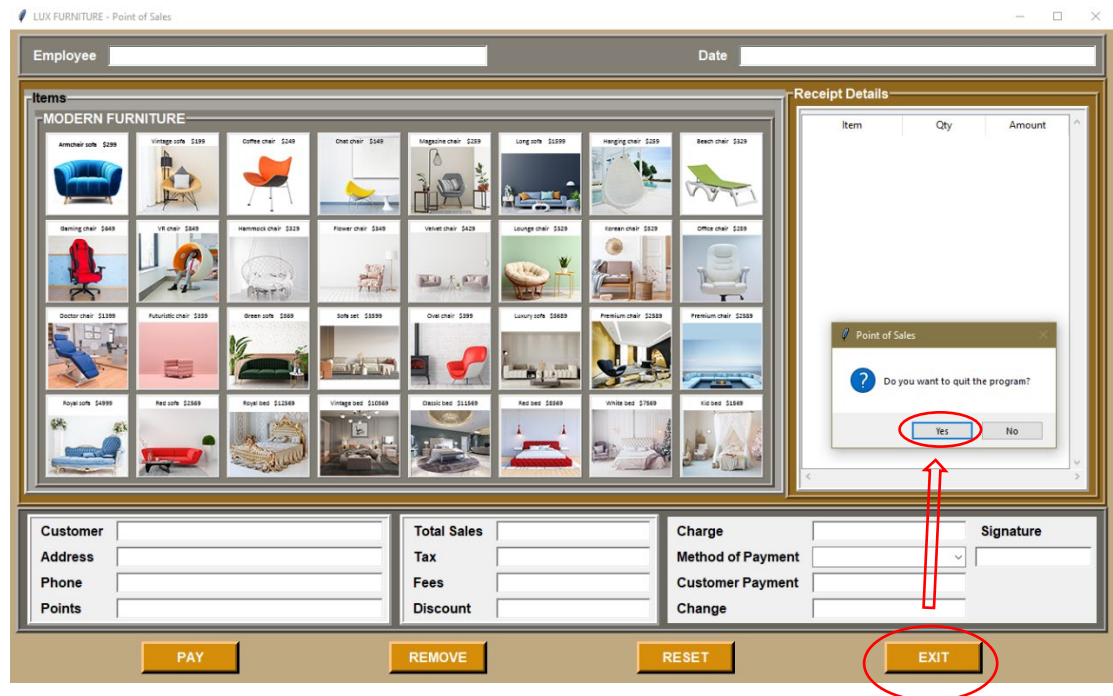 LUX FURNITURE - Point of Sales
Employee
Date
Items
MODERN FURNITURE
Armchair sofa $299
Vintage sofa $199
Coffee chair $249
Chat chair $149
Magazine chair $259
Long sofa $1599
Hanging chair $259
Beach chair $329
Gaming chair $649
VR chair $849
Hammock chair $329
Flower chair $349
Velvet chair $429
Lounge chair $529
Korean chair $529
Office chair $289
Doctor chair $1399
Futuristic chair $359
Green sofa $569
Sofa set $3599
Oval chair $399
Luxury sofa $5689
Premium chair $2589
Premium chair $2589
Royal sofa $4999
Red sofa $2569
Royal bed $12569
Vintage bed $10569
Classic bed $11569
Red bed $8569
White bed $7569
Kid bed $1569
Receipt Details
Item Qty Amount
Point of Sales
Do you want to quit the program?
Yes No
Customer
Address
Phone
Points
Total Sales
Tax
Fees
Discount
Charge
Method of Payment
Customer Payment
Change
Signature
PAY REMOVE RESET EXIT